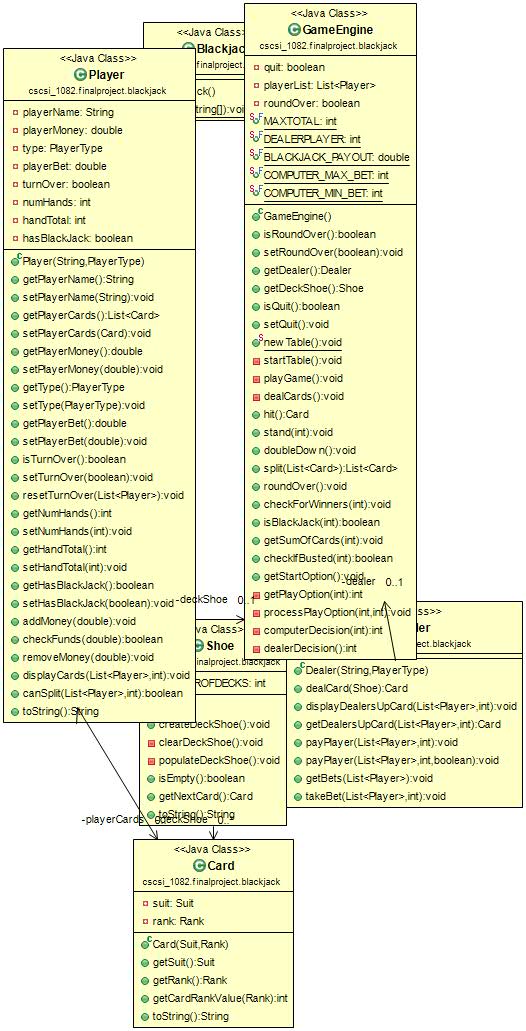 <<Java Class>>
Player
cscsi_1082.finalproject.blackjack
playerName: String
playerMoney: double
type: PlayerType
playerBet: double
turnOver: boolean
numHands: int
handTotal: int
hasBlackJack: boolean
Player(String,PlayerType)
getPlayerName():String
setPlayerName(String):void
getPlayerCards():List<Card>
setPlayerCards(Card):void
getPlayerMoney():double
setPlayerMoney(double):void
getType():PlayerType
setType(PlayerType):void
getPlayerBet():double
setPlayerBet(double):void
isTurnOver():boolean
setTurnOver(boolean):void
resetTurnOver(List<Player>):void
getNumHands():int
setNumHands(int):void
getHandTotal():int
setHandTotal(int):void
getHasBlackJack():boolean
setHasBlackJack(boolean):void
addMoney(double):void
checkFunds(double):boolean
removeMoney(double):void
displayCards(List<Player>,int):void
canSplit(List<Player>,int):boolean
toString():String
<<Java Class>>
Blackjac
finalproject.blackjack
ck()
tring[]):voi
<<Java Class>>
GameEngine
cscsi_1082.finalproject.blackjack
quit: boolean
playerList: List<Player>
roundOver: boolean
MAXTOTAL: int
DEALERPLAYER: int
BLACKJACK_PAYOUT: double
COMPUTER_MAX_BET: int
COMPUTER_MIN_BET: int
GameEngine()
isRoundOver():boolean
setRoundOver(boolean):void
getDealer():Dealer
getDeckShoe():Shoe
isQuit():boolean
setQuit():void
newTable():void
startTable():void
playGame():void
dealCards():void
hit():Card
stand(int):void
doubleDown():void
split(List<Card>):List<Card>
roundOver():void
checkForWinners(int):void
isBlackJack(int):boolean
getSumOfCards(int):void
checkIfBusted(int):boolean
getStartOption():void
getPlayOption(int):int
processPlayOption(int,int):void
computerDecision(int):int
dealerDecision():int
-dealer 0..1
-deckShoe 0..1
Java Class>>
Shoe
inalproject.blackjack
ROFDECKS: int
createDeckShoe():void
clearDeckShoe():void
populateDeckShoe():void
isEmpty():boolean
getNextCard():Card
toString():String
ss>>
ler
ect.blackjack
Dealer(String,PlayerType)
dealCard(Shoe):Card
displayDealersUpCard(List<Player>,int):void
getDealersUpCard(List<Player>,int):Card
payPlayer(List<Player>,int):void
payPlayer(List<Player>,int,boolean):void
getBets(List<Player>):void
takeBet(List<Player>,int):void
-playerCards
deckShoe 0..*
<<Java Class>>
Card
cscsi_1082.finalproject.blackjack
suit: Suit
rank: Rank
Card(Suit,Rank)
getSuit():Suit
getRank():Rank
getCardRankValue(Rank):int
toString():String